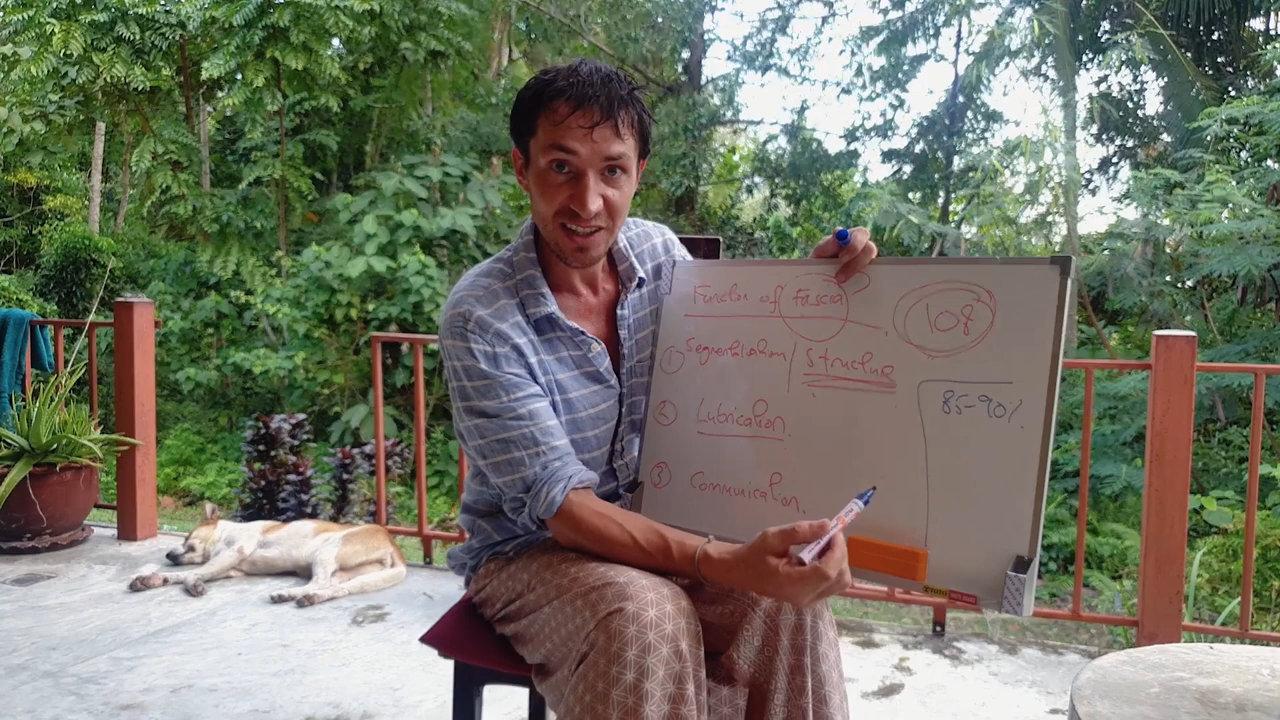 Function of Fascia
108
① Segmentation / Structure
85-90%
② Lubrication.
③ Communication.